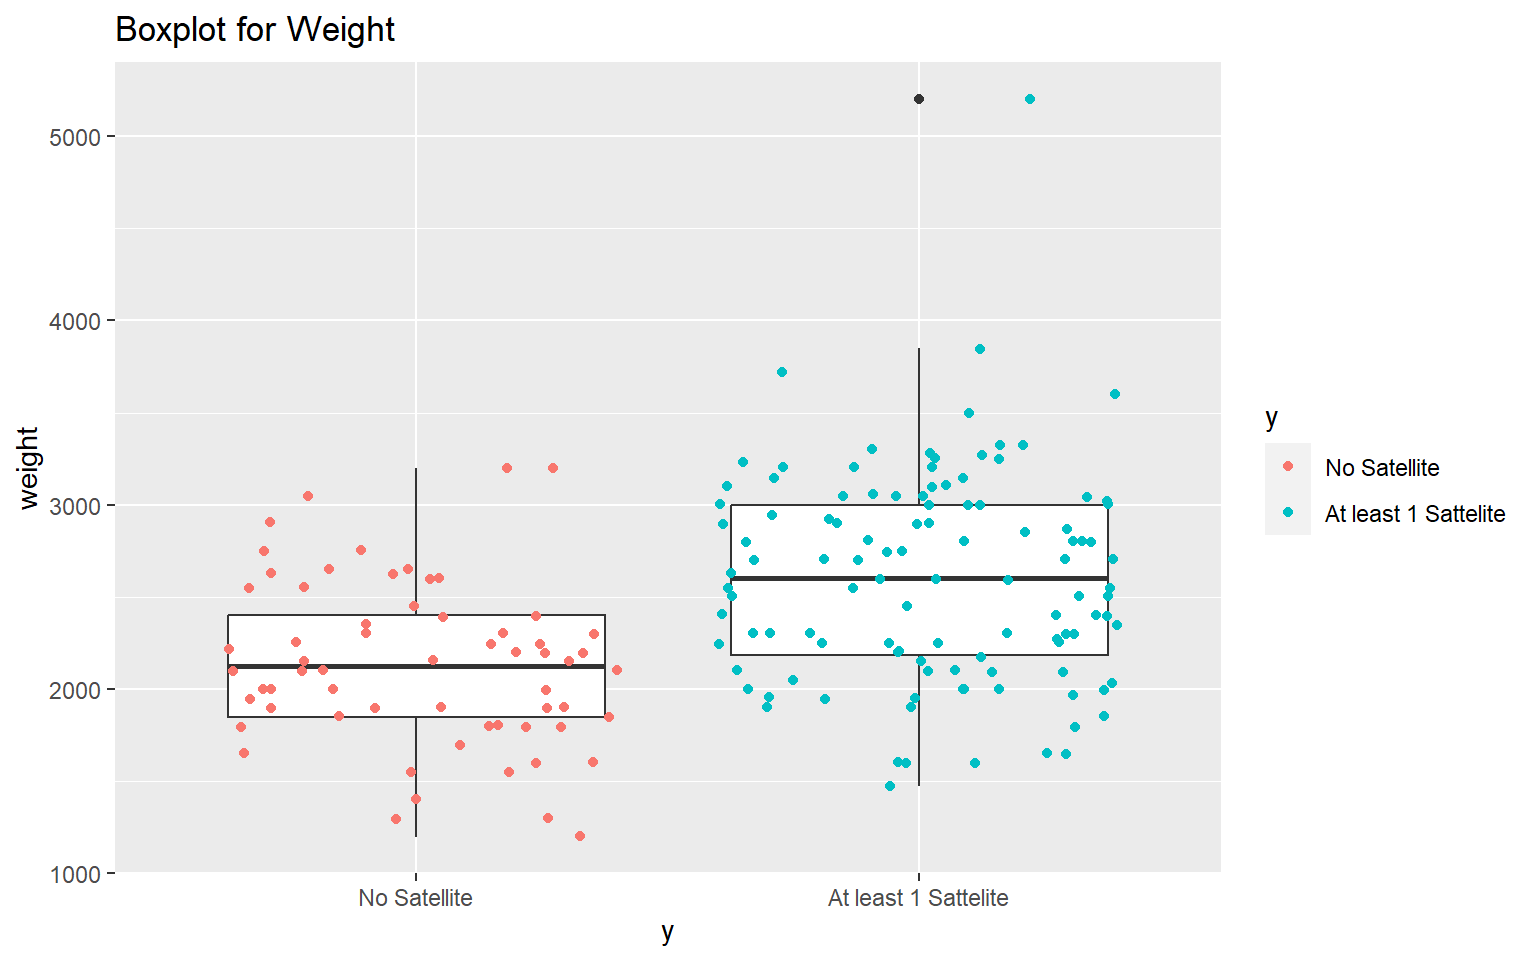 Boxplot for Weight
5000
4000
3000
2000
1000
weight
No Satellite
At least 1 Sattelite
y
y
No Satellite
At least 1 Sattelite